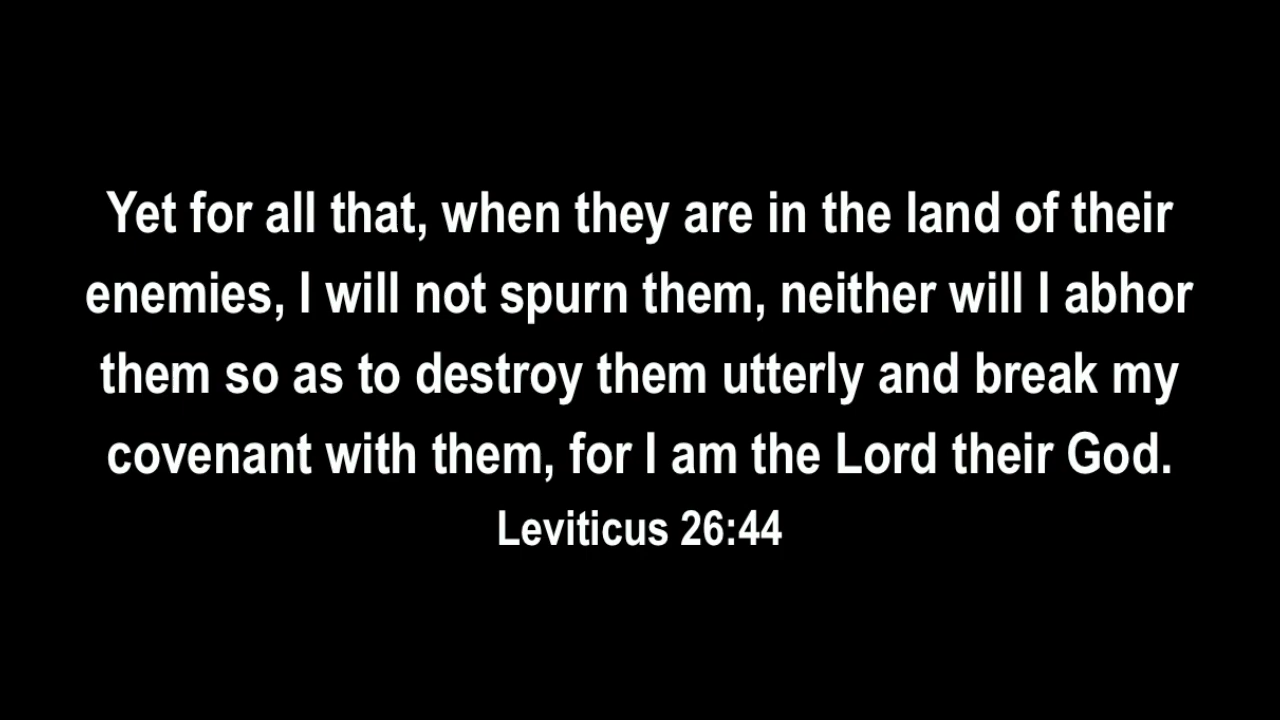 Yet for all that, when they are in the land of their
enemies, I will not spurn them, neither will I abhor
them so as to destroy them utterly and break my
covenant with them, for I am the Lord their God.
Leviticus 26:44